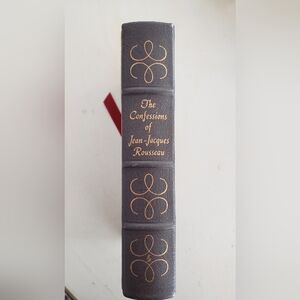 The
Confessions
of
Jean-Jacques
Rousseau